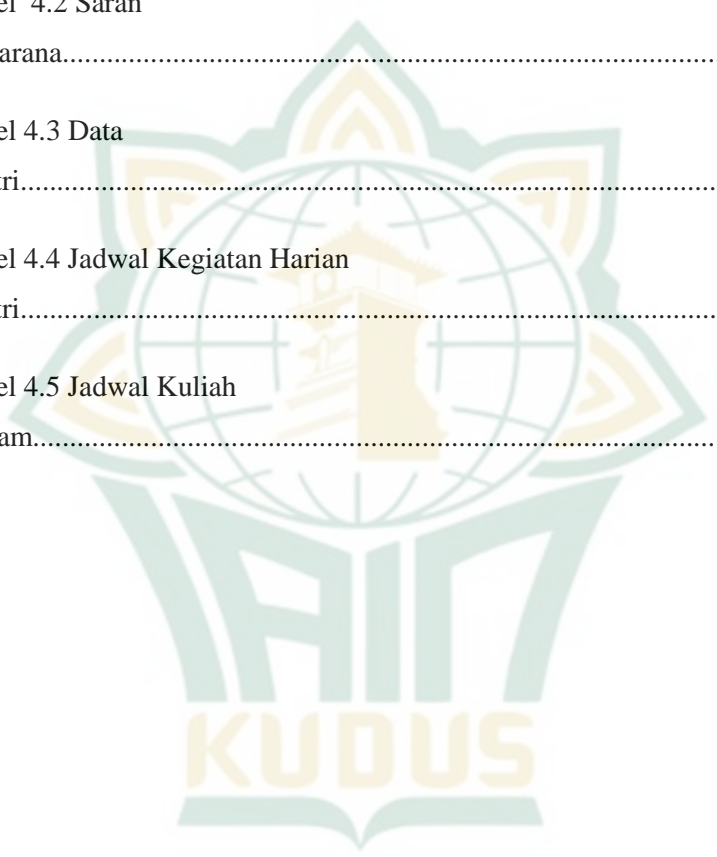 el 4.2 Saran
arana....................................................................................................
el 4.3 Data
tri..........................................................................................................
el 4.4 Jadwal Kegiatan Harian
tri..........................................................................................................
el 4.5 Jadwal Kuliah
am........................................................................................................
IAIN
KUDUS